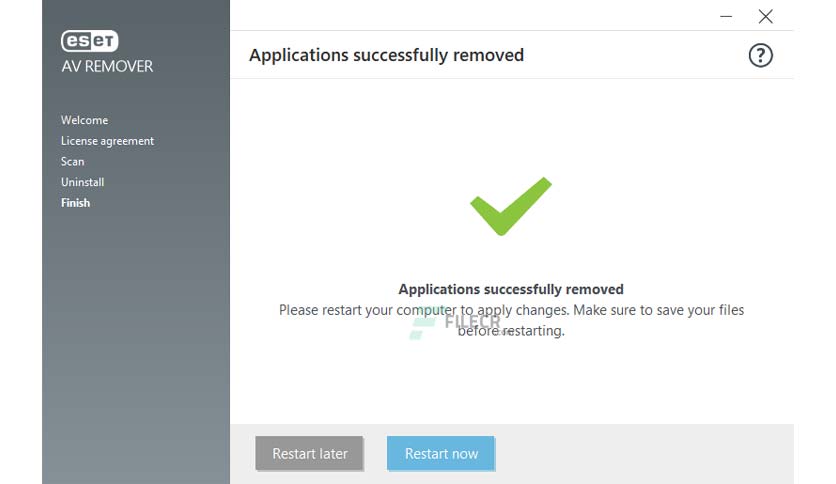 eseT
AV REMOVER
Welcome
License agreement
Scan
Uninstall
Finish
Applications successfully removed
?
Applications successfully removed
Please restart your computer to apply changes. Make sure to save your files
before restarting.
FILECR
Restart later
Restart now